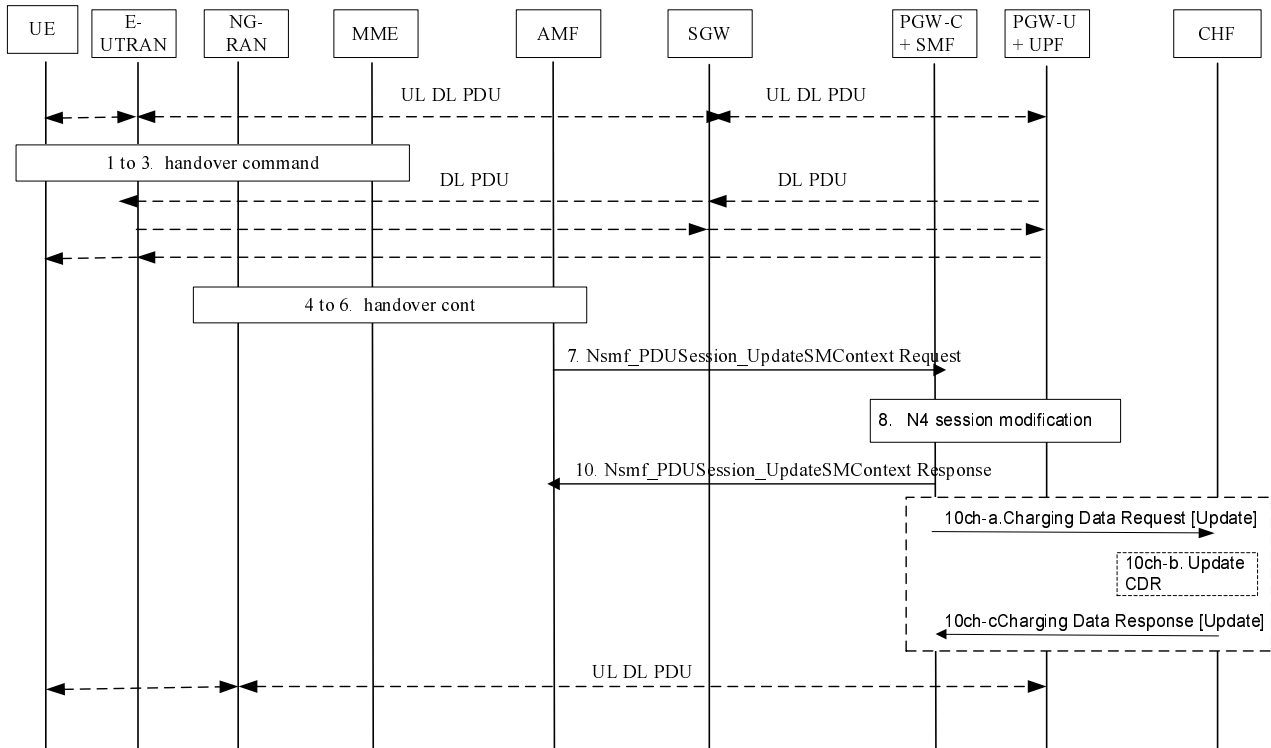 UE
E-
UTRAN
NG-
RAN
MME
AMF
SGW
PGW-C
+ SMF
PGW-U
+ UPF
CHF
UL DL PDU
UL DL PDU
1 to 3. handover command
DL PDU
DL PDU
4 to 6. handover cont
7. Nsmf_PDUSession_UpdateSMContext Request
8. N4 session modification
10. Nsmf_PDUSession_UpdateSMContext Response
10ch-a.Charging Data Request [Update]
10ch-b. Update
CDR
10ch-cCharging Data Response [Update]
UL DL PDU